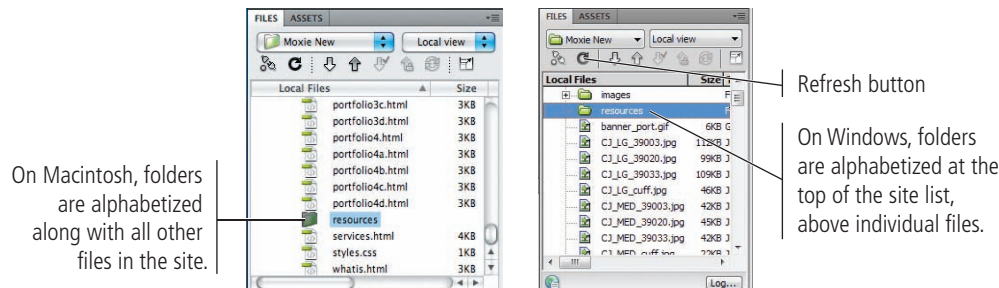 On Macintosh, folders
are alphabetized
along with all other
files in the site.
FILES ASSETS
Moxie New Local view
Local Files Size
portfolio3c.html 3KB
portfolio3d.html 3KB
portfolio4.html 3KB
portfolio4a.html 3KB
portfolio4b.html 3KB
portfolio4c.html 3KB
portfolio4d.html 3KB
resources
services.html 4KB
styles.css 1KB
whatis.html 3KB
FILES ASSETS
Moxie New Local view
Local Files Size
images F
resources F
banner_port.gif 6KB G
CJ_LG_39003.jpg 112KB J
CJ_LG_39020.jpg 99KB J
CJ_LG_39033.jpg 109KB J
CJ_LG_cuff.jpg 46KB J
CJ_MED_39003.jpg 42KB J
CJ_MED_39020.jpg 45KB J
CJ_MED_39033.jpg 42KB J
CJ_MED_cuff.jpg 22KB J
Log...
Refresh button
On Windows, folders
are alphabetized at the
top of the site list,
above individual files.